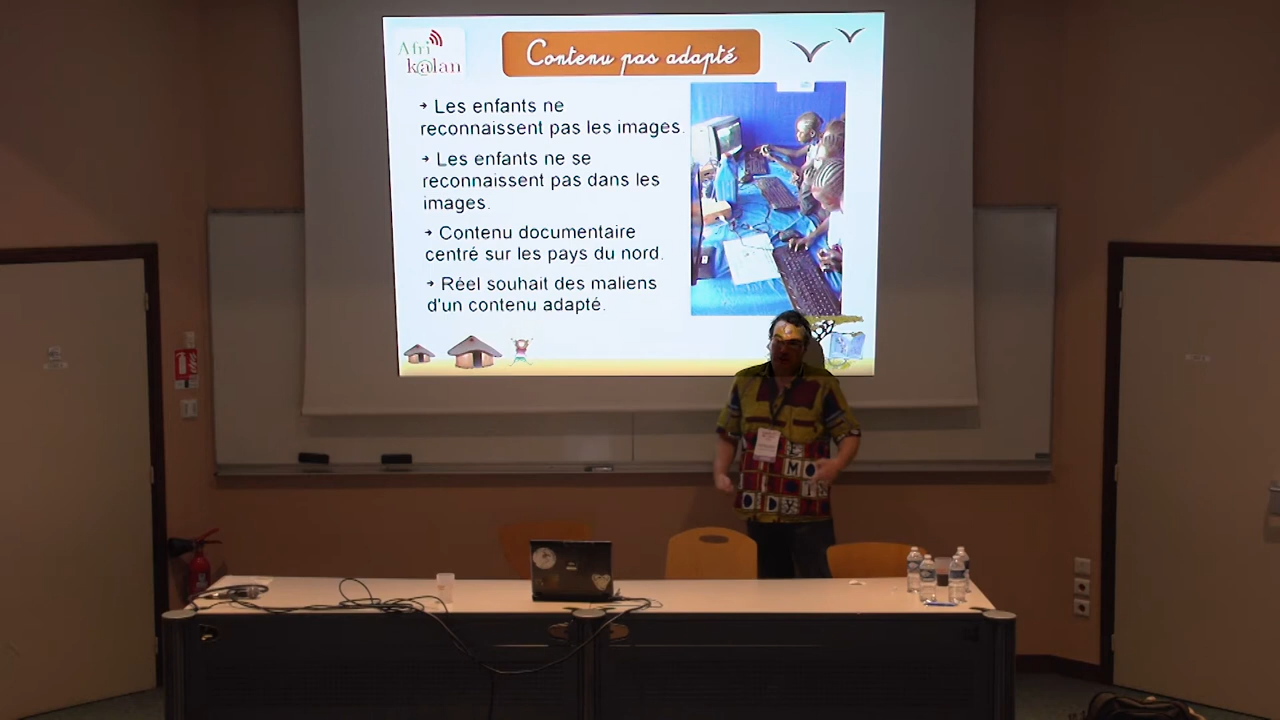 Afri
k@lan
Contenu pas adapté
➔ Les enfants ne
reconnaissent pas les images.
➔ Les enfants ne se
reconnaissent pas dans les
images.
➔ Contenu documentaire
centré sur les pays du nord.
➔ Réel souhait des maliens
d'un contenu adapté.